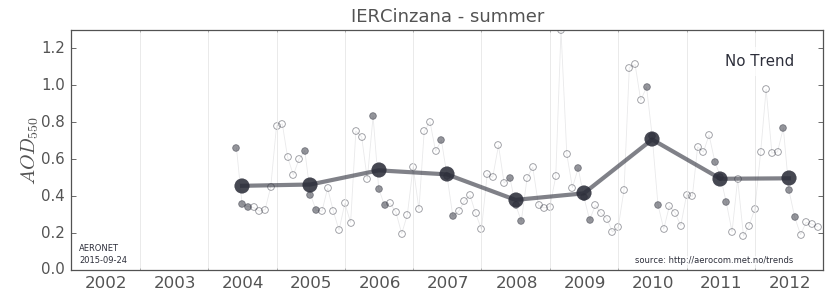 IERCinzana - summer
1.2
1.0
0.8
0.6
0.4
0.2
0.0
AOD550
No Trend
AERONET
2015-09-24
source: http://aerocom.met.no/trends
2002 2003 2004 2005 2006 2007 2008 2009 2010 2011 2012